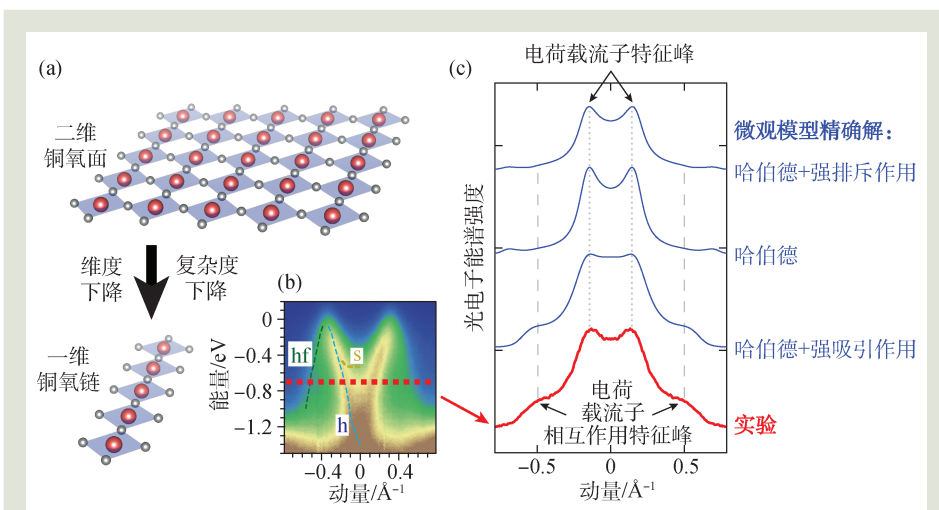 (a)
二维
铜氧面
维度
下降
复杂度
下降
一维
铜氧链
(b)
能量/eV
0
−0.4
−0.8
−1.2
hf
s
h
−0.4
0
0.4
动量/Å⁻¹
(c)
电荷载流子特征峰
光电子能谱强度
微观模型精确解：
哈伯德+强排斥作用
哈伯德
哈伯德+强吸引作用
实验
电荷
载流子
相互作用特征峰
−0.5
0
0.5
动量/Å⁻¹